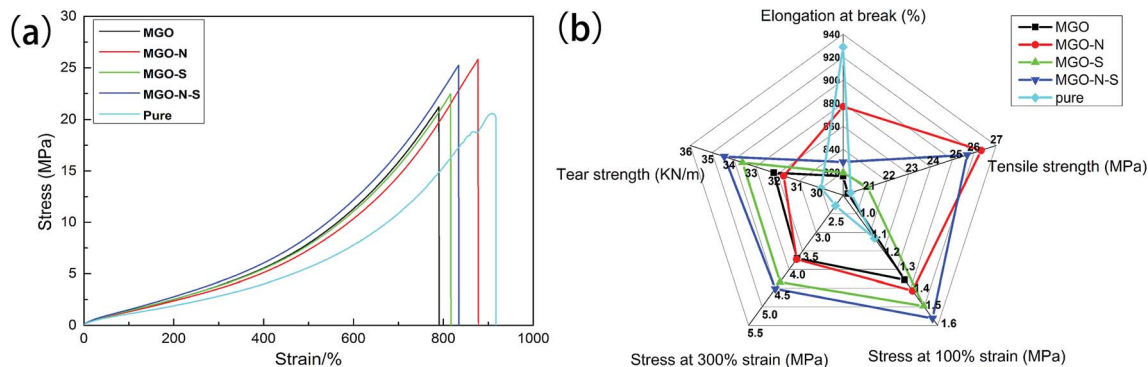 (a)
30
25
20
15
10
5
0
Stress (MPa)
MGO
MGO-N
MGO-S
MGO-N-S
Pure
0 200 400 600 800 1000
Strain/%
(b)
Elongation at break (%)
940
920
900
880
860
840
820
MGO
MGO-N
MGO-S
MGO-N-S
pure
Tensile strength (MPa)
21 22 23 24 25 26 27
Tear strength (KN/m)
36 35 34 33 32 31 30
1.0
1.1
1.2
1.3
1.4
1.5
1.6
Stress at 100% strain (MPa)
2.5
3.0
3.5
4.0
4.5
5.0
5.5
Stress at 300% strain (MPa)